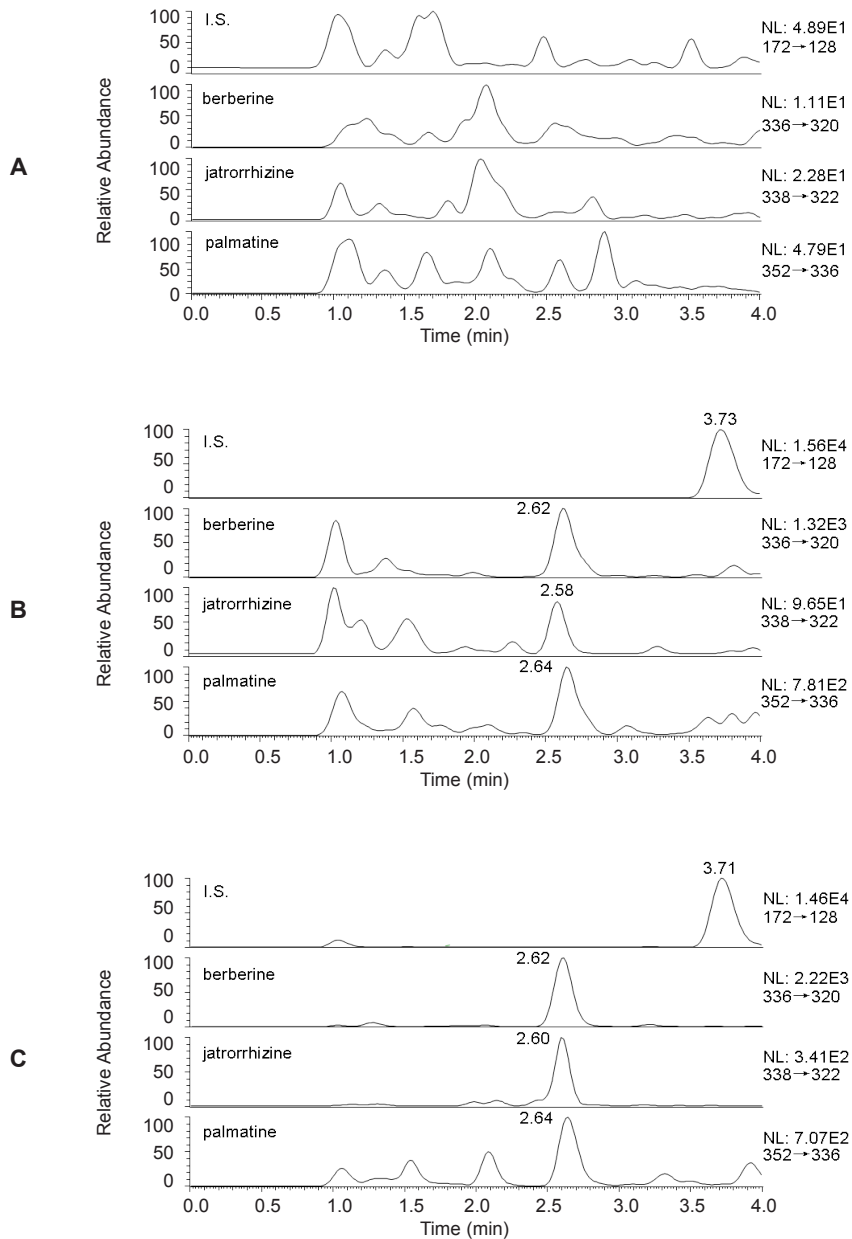 A
Relative Abundance
100
50
0
I.S.
NL: 4.89E1
172→128
100
50
0
berberine
NL: 1.11E1
336→320
100
50
0
jatrorrhizine
NL: 2.28E1
338→322
100
50
0
palmatine
NL: 4.79E1
352→336
0.0 0.5 1.0 1.5 2.0 2.5 3.0 3.5 4.0
Time (min)
B
Relative Abundance
100
50
0
I.S.
3.73
NL: 1.56E4
172→128
100
50
0
berberine
2.62
NL: 1.32E3
336→320
100
50
0
jatrorrhizine
2.58
NL: 9.65E1
338→322
100
50
0
palmatine
2.64
NL: 7.81E2
352→336
0.0 0.5 1.0 1.5 2.0 2.5 3.0 3.5 4.0
Time (min)
C
Relative Abundance
100
50
0
I.S.
3.71
NL: 1.46E4
172→128
100
50
0
berberine
2.62
NL: 2.22E3
336→320
100
50
0
jatrorrhizine
2.60
NL: 3.41E2
338→322
100
50
0
palmatine
2.64
NL: 7.07E2
352→336
0.0 0.5 1.0 1.5 2.0 2.5 3.0 3.5 4.0
Time (min)